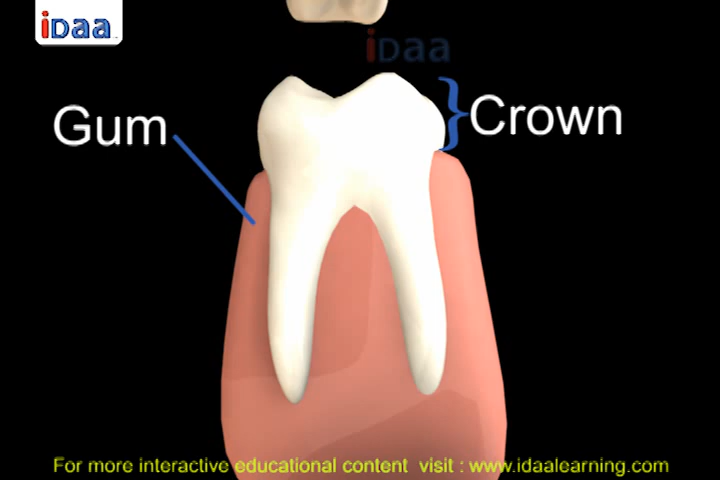 iDaa
iDaa
Gum
Crown
For more interactive educational content visit : www.idaalearning.com